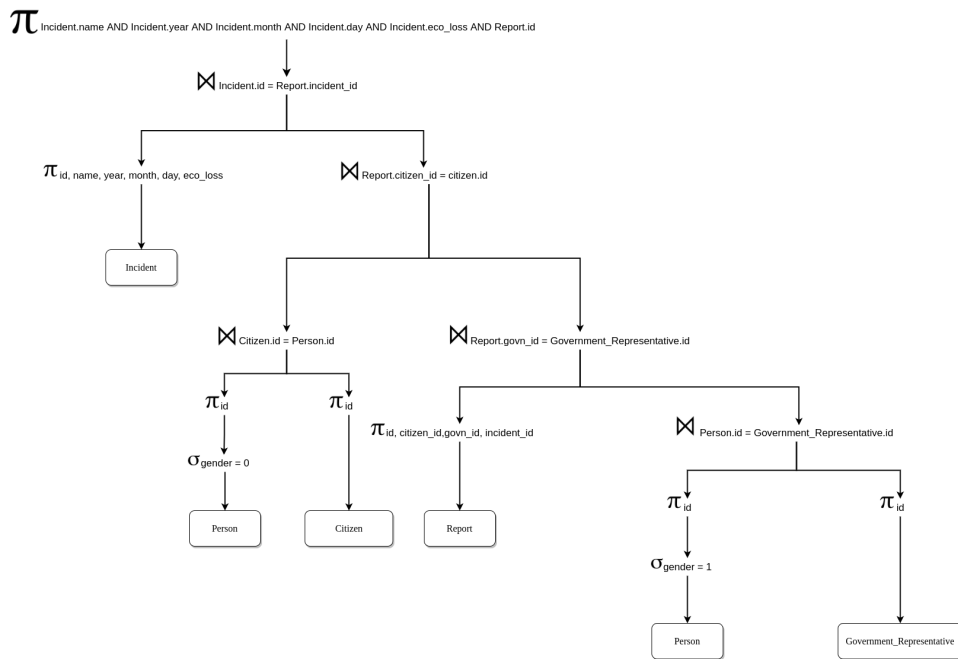 π Incident.name AND Incident.year AND Incident.month AND Incident.day AND Incident.eco_loss AND Report.id
⋈ Incident.id = Report.incident_id
π id, name, year, month, day, eco_loss
⋈ Report.citizen_id = citizen.id
Incident
⋈ Citizen.id = Person.id
⋈ Report.govn_id = Government_Representative.id
π id
π id
π id, citizen_id,govn_id, incident_id
⋈ Person.id = Government_Representative.id
σ gender = 0
π id
π id
Person
Citizen
Report
σ gender = 1
Person
Government_Representative